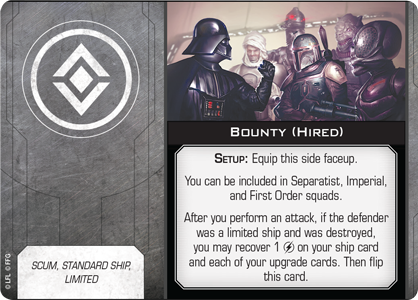 BOUNTY (HIRED)
SETUP: Equip this side faceup.
You can be included in Separatist, Imperial,
and First Order squads.
After you perform an attack, if the defender
was a limited ship and was destroyed,
you may recover 1 on your ship card
and each of your upgrade cards. Then flip
this card.
SCUM, STANDARD SHIP,
LIMITED
© LFL © FFG